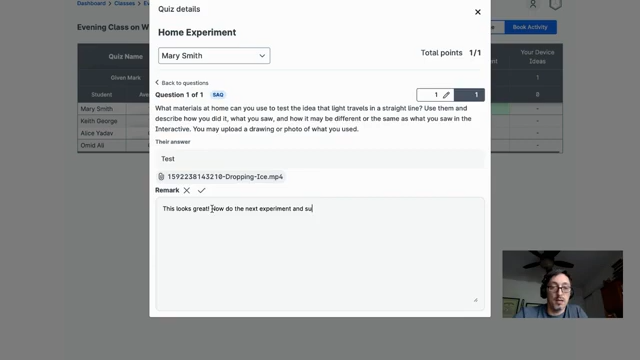 Dashboard > Classes >
Evening Class on W
Book Activity
Quiz details
Home Experiment
Mary Smith
Total points 1/1
Back to questions
Question 1 of 1 SAQ
1 1
What materials at home can you use to test the idea that light travels in a straight line? Use them and
describe how you did it, what you saw, and how it may be different or the same as what you saw in the
Interactive. You may upload a drawing or photo of what you used.
Their answer
Test
1592238143210-Dropping-Ice.mp4
Remark
This looks great! Now do the next experiment and su
Quiz Name
Given Mark
Student
Mary Smith
Keith George
Alice Yadav
Omid Ali
Your Device
Ideas
1
8